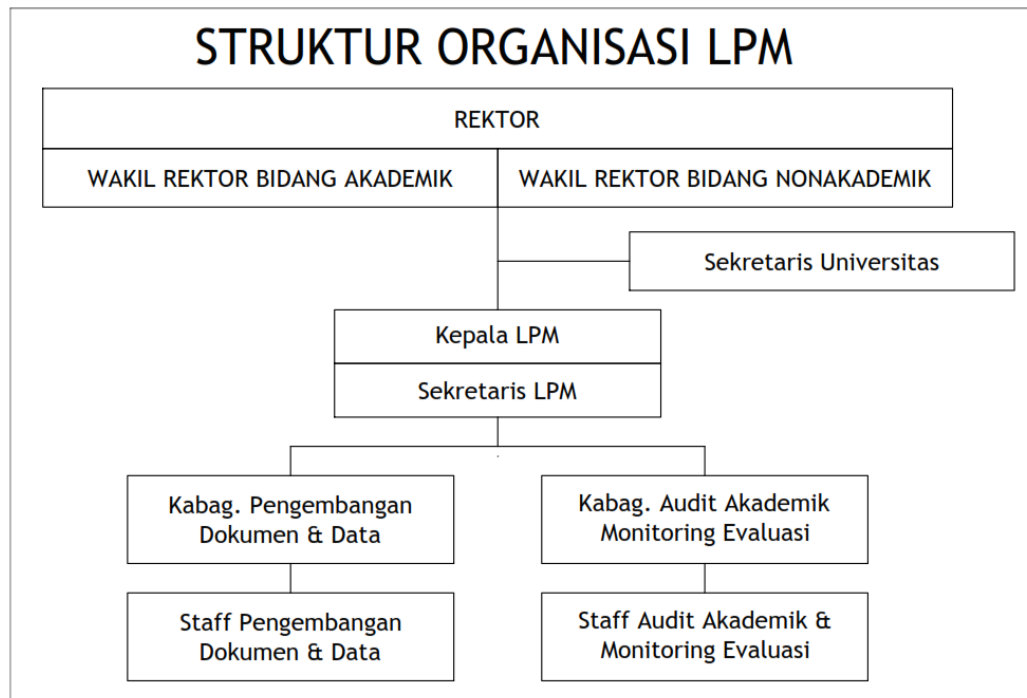 STRUKTUR ORGANISASI LPM
REKTOR
WAKIL REKTOR BIDANG AKADEMIK
WAKIL REKTOR BIDANG NONAKADEMIK
Sekretaris Universitas
Kepala LPM
Sekretaris LPM
Kabag. Pengembangan
Dokumen & Data
Kabag. Audit Akademik
Monitoring Evaluasi
Staff Pengembangan
Dokumen & Data
Staff Audit Akademik &
Monitoring Evaluasi